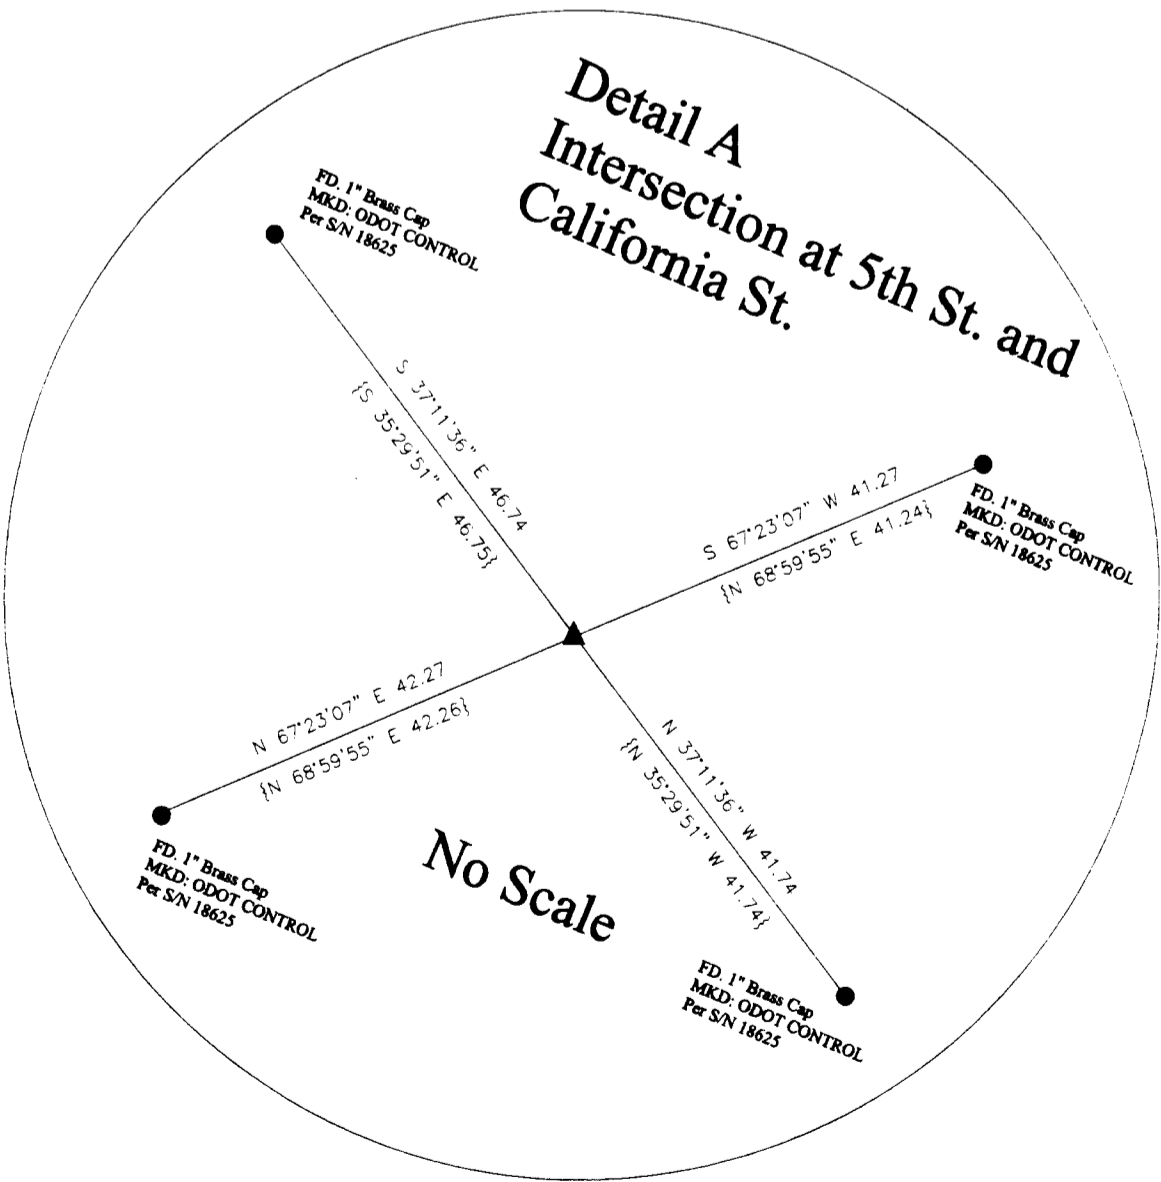 Detail A
Intersection at 5th St. and
California St.
FD. 1" Brass Cap
MKD: ODOT CONTROL
Per S/N 18625
S 37°11'36" E 46.74
{S 35°29'51" E 46.75}
S 67°23'07" W 41.27
{N 68°59'55" E 41.24}
FD. 1" Brass Cap
MKD: ODOT CONTROL
Per S/N 18625
N 67°23'07" E 42.27
{N 68°59'55" E 42.26}
N 37°11'36" W 41.74
{N 35°29'51" W 41.74}
FD. 1" Brass Cap
MKD: ODOT CONTROL
Per S/N 18625
No Scale
FD. 1" Brass Cap
MKD: ODOT CONTROL
Per S/N 18625